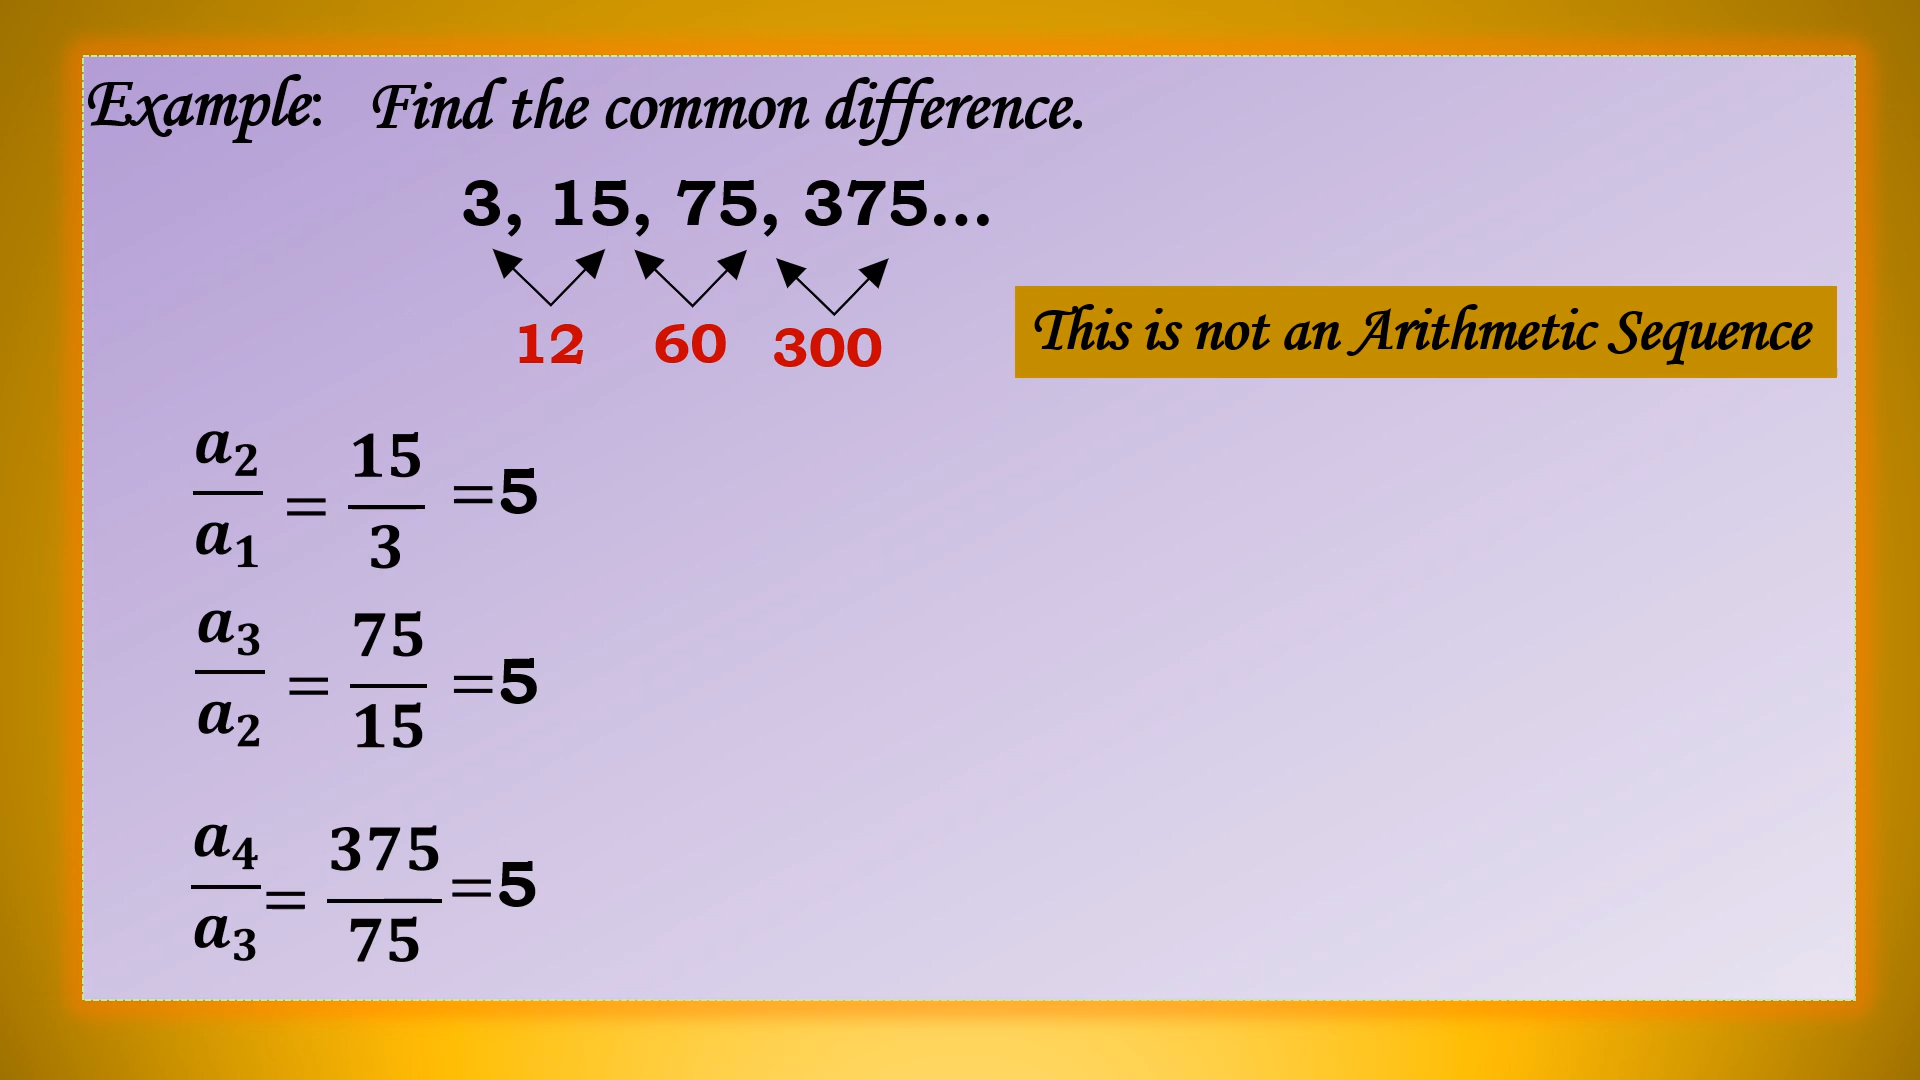 Example: Find the common difference.
3, 15, 75, 375...
12 60 300
This is not an Arithmetic Sequence
a₂/a₁ = 15/3 =5
a₃/a₂ = 75/15 =5
a₄/a₃ = 375/75 =5